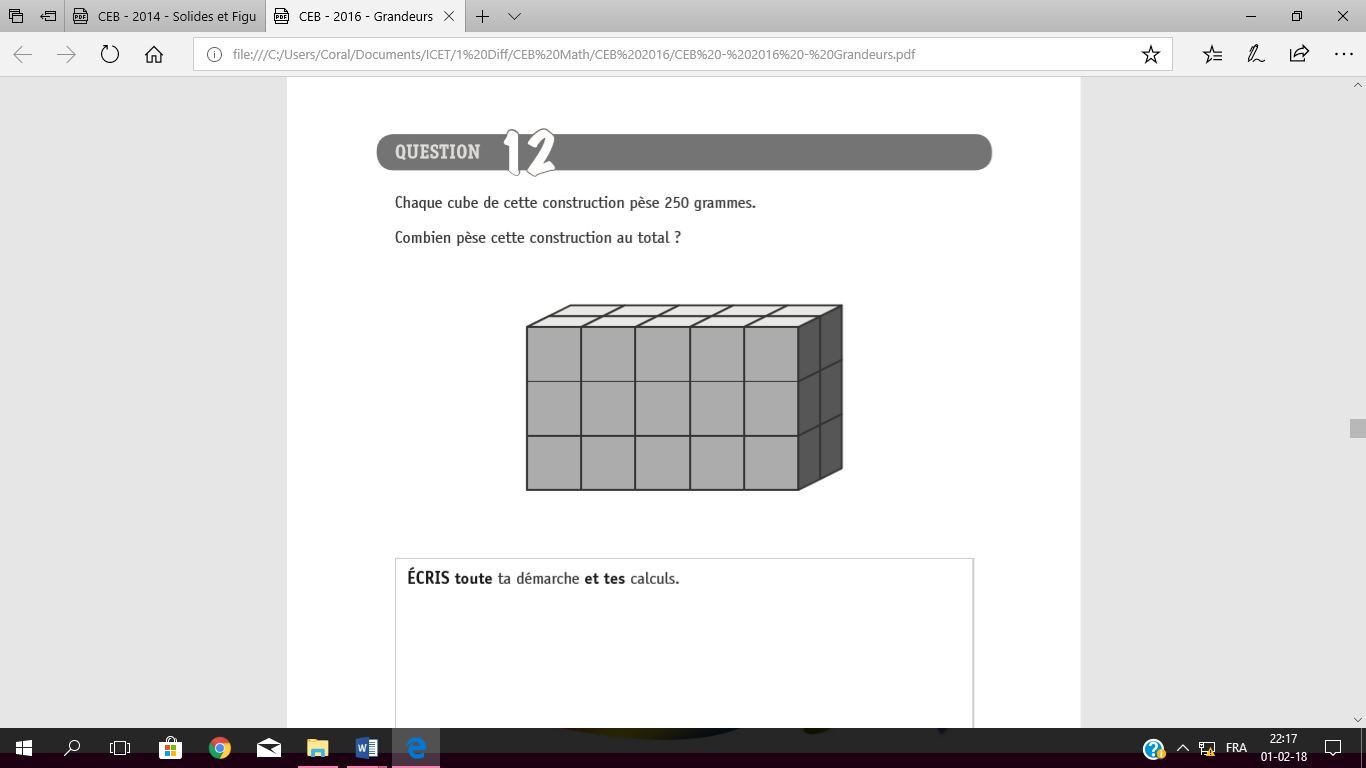 CEB - 2014 - Solides et Figu
CEB - 2016 - Grandeurs
file:///C:/Users/Coral/Documents/ICET/1%20Diff/CEB%20Math/CEB%202016/CEB%20-%202016%20-%20Grandeurs.pdf
QUESTION 12
Chaque cube de cette construction pèse 250 grammes.
Combien pèse cette construction au total ?
ÉCRIS toute ta démarche et tes calculs.
FRA
22:17
01-02-18